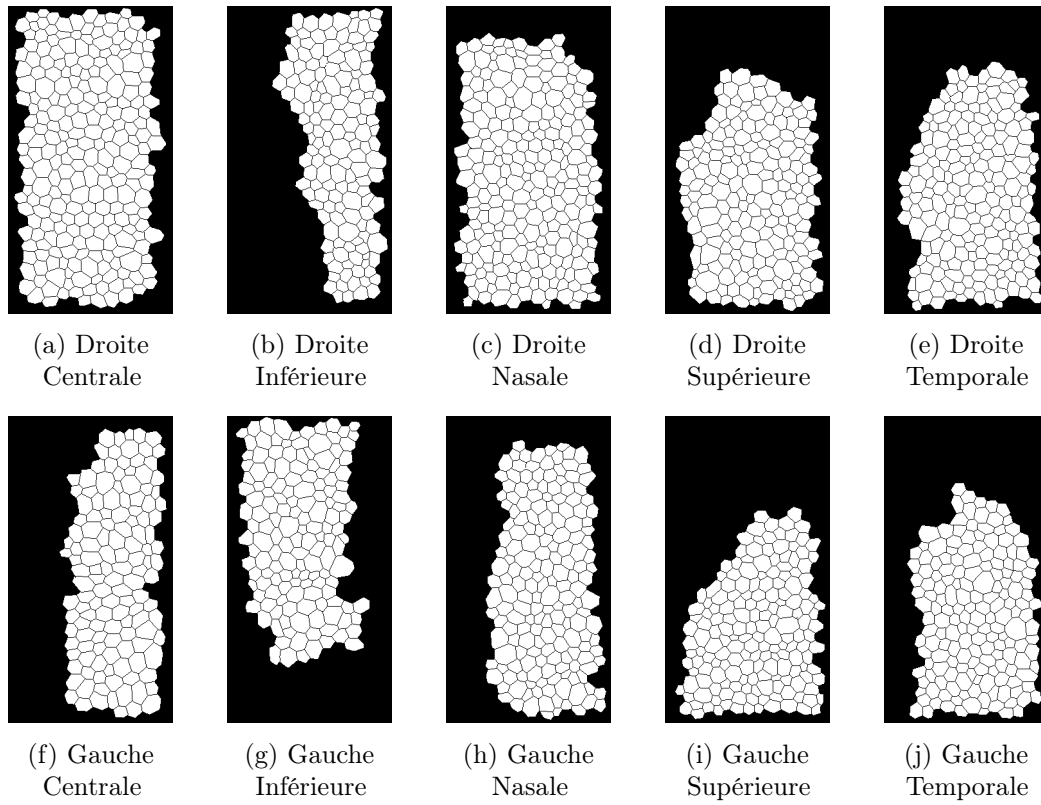 (a) Droite
Centrale
(b) Droite
Inférieure
(c) Droite
Nasale
(d) Droite
Supérieure
(e) Droite
Temporale
(f) Gauche
Centrale
(g) Gauche
Inférieure
(h) Gauche
Nasale
(i) Gauche
Supérieure
(j) Gauche
Temporale